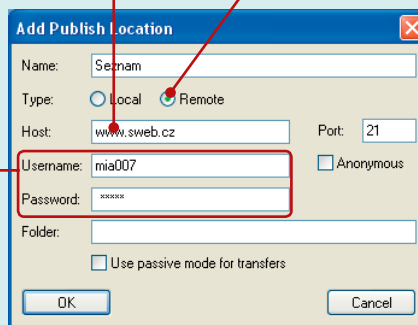 Add Publish Location
Name: Seznam
Type: Local Remote
Host: www.sweb.cz Port: 21
Username: mia007 Anonymous
Password: xxxxx
Folder:
Use passive mode for transfers
OK Cancel